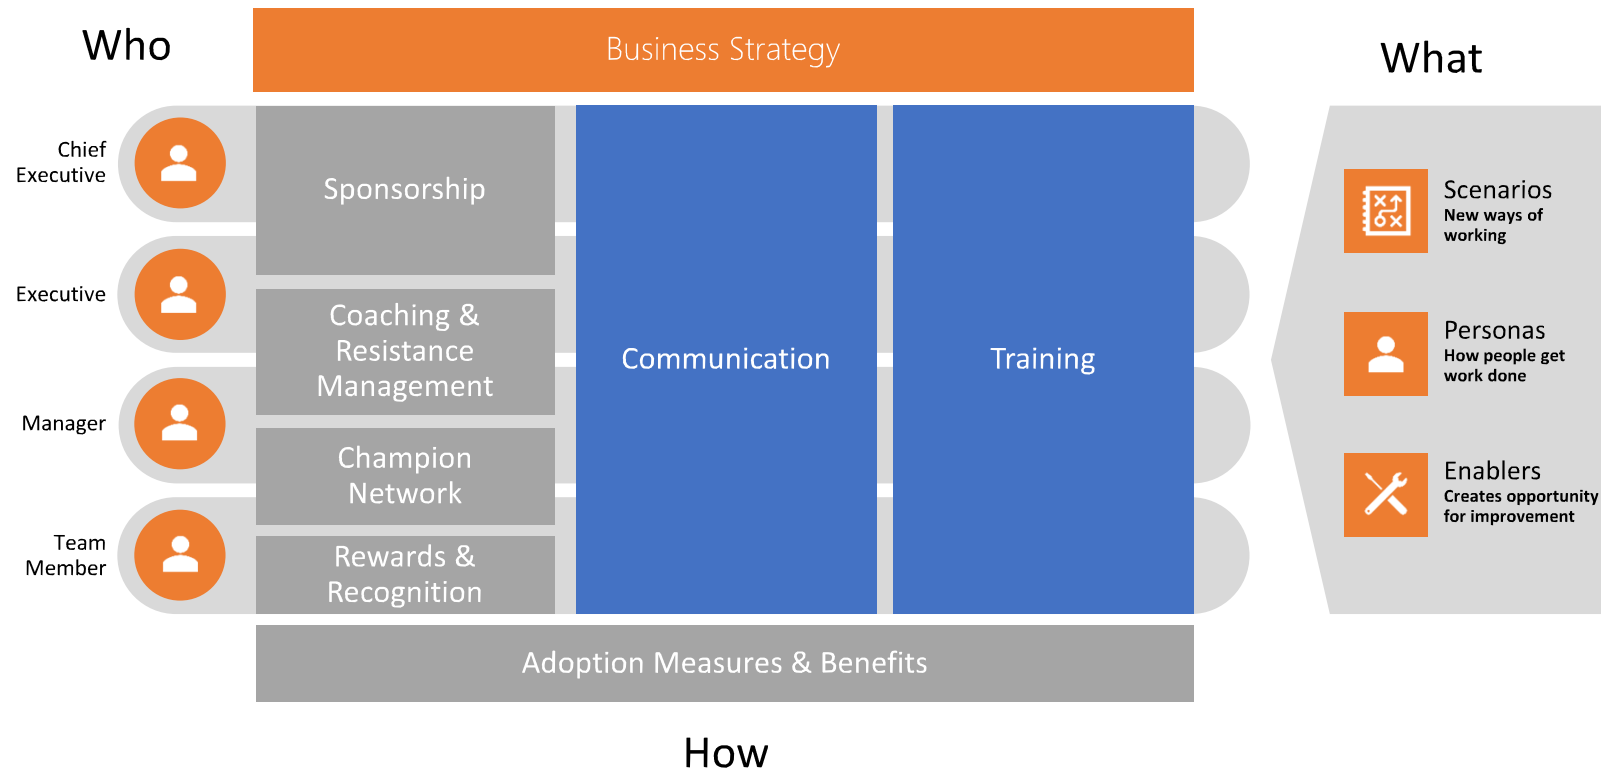 Who
Business Strategy
What
Chief
Executive
Executive
Manager
Team
Member
Sponsorship
Coaching &
Resistance
Management
Champion
Network
Rewards &
Recognition
Communication
Training
Scenarios
New ways of
working
Personas
How people get
work done
Enablers
Creates opportunity
for improvement
Adoption Measures & Benefits
How